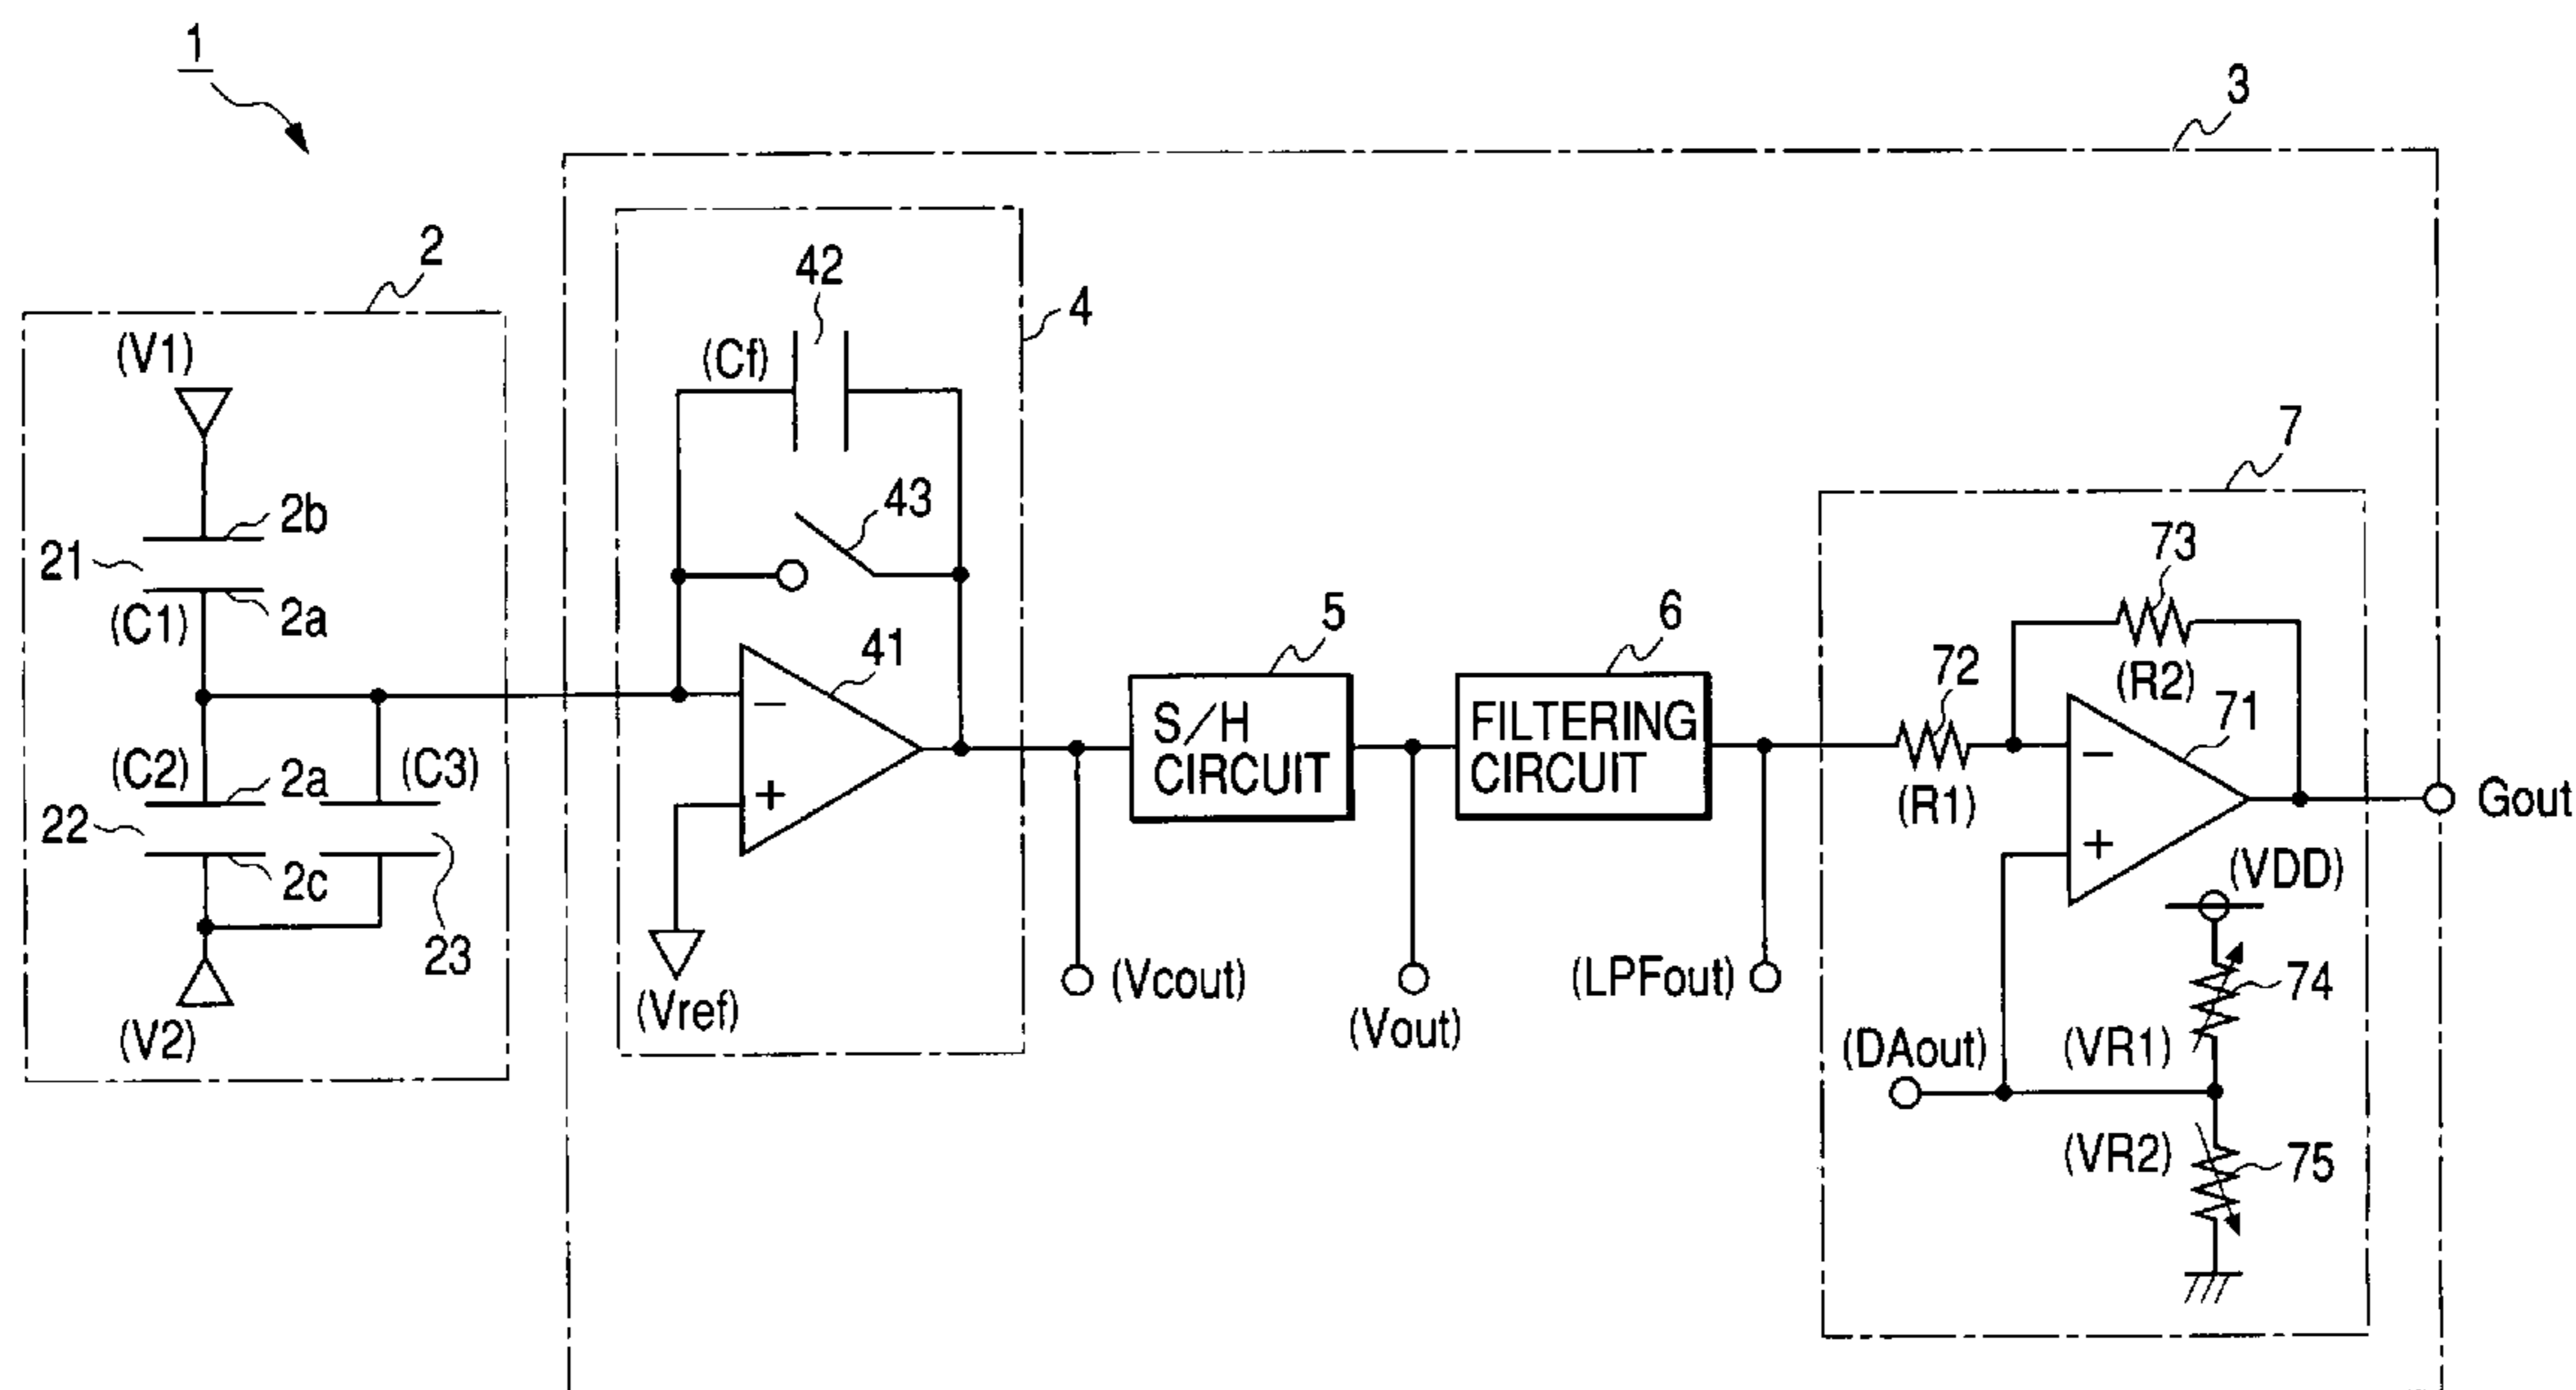 1
3
2
42
4
(V1)
(Cf)
7
2b
43
73
21
5
6
(C1)
2a
41
72
(R2)
71
−
S/H
CIRCUIT
FILTERING
CIRCUIT
−
(C2)
2a
(C3)
+
(R1)
Gout
22
+
(VDD)
2c
23
(Vcout)
(LPFout)
74
(Vref)
(Vout)
(V2)
(DAout)
(VR1)
(VR2)
75